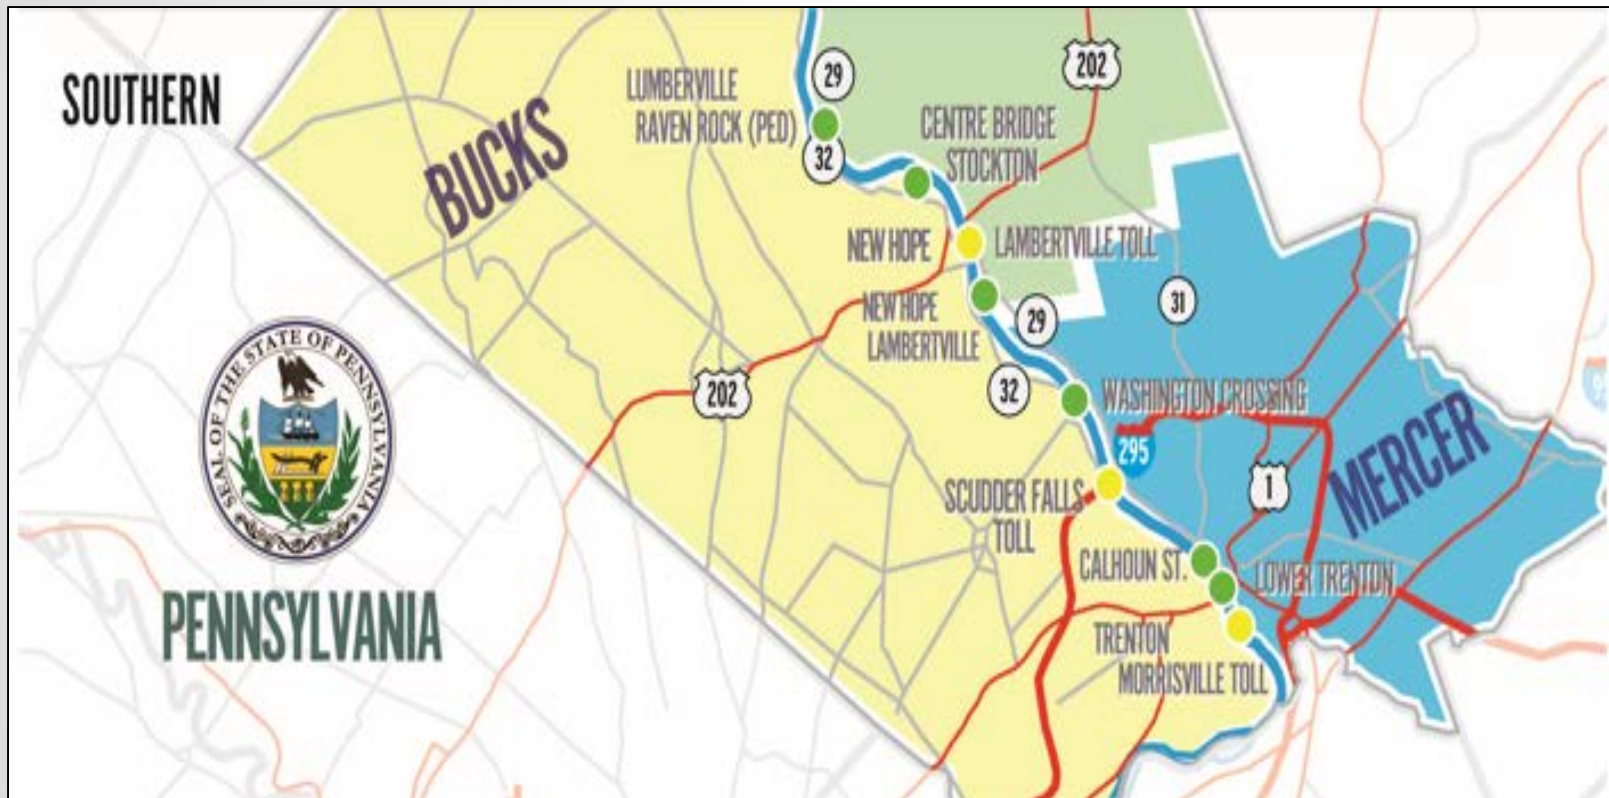 SOUTHERN
BUCKS
LUMBERVILLE
RAVEN ROCK (PED)
29
32
202
CENTRE BRIDGE
STOCKTON
NEW HOPE
LAMBERTVILLE TOLL
NEW HOPE
LAMBERTVILLE
29
31
32
202
WASHINGTON CROSSING
295
SCUDDER FALLS
TOLL
1
MERCER
CALHOUN ST.
LOWER TRENTON
TRENTON
MORRISVILLE TOLL
SEAL OF THE STATE OF PENNSYLVANIA
PENNSYLVANIA